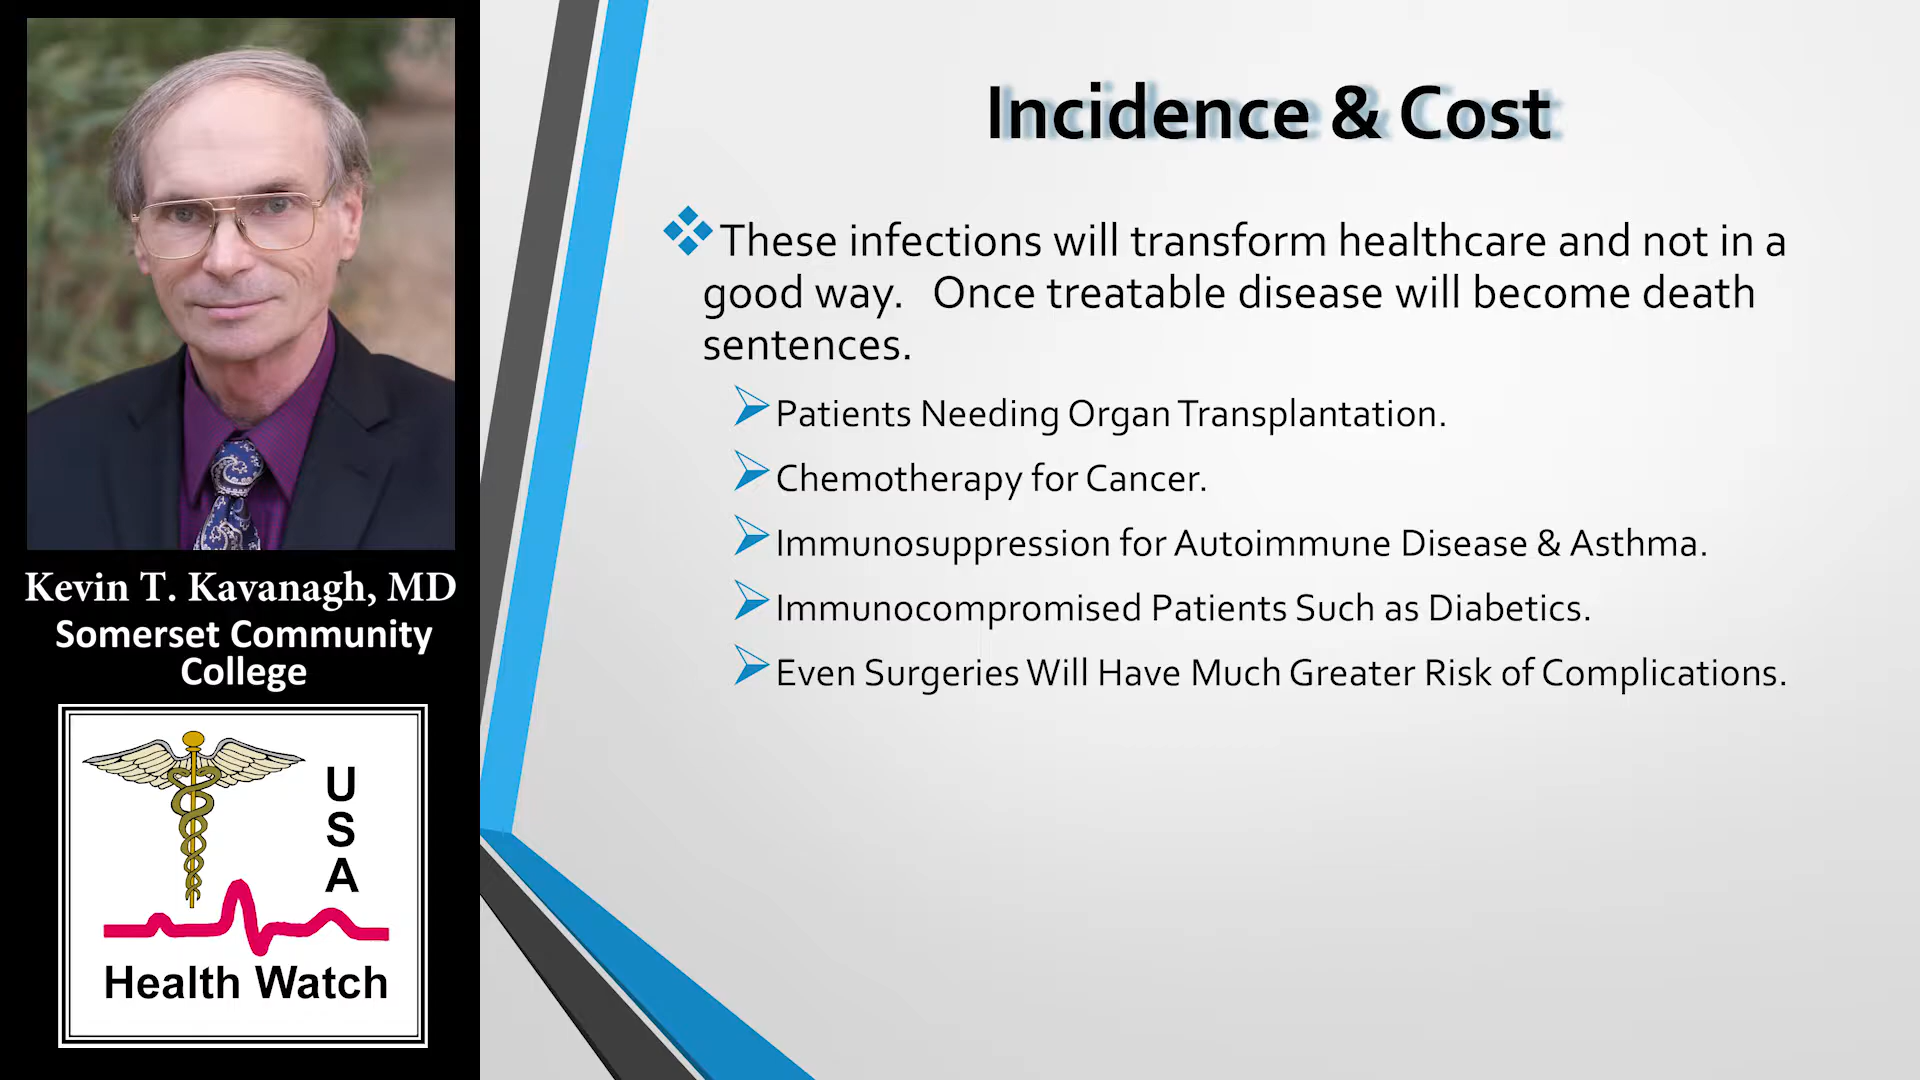 Incidence & Cost
These infections will transform healthcare and not in a
good way. Once treatable disease will become death
sentences.
Patients Needing Organ Transplantation.
Chemotherapy for Cancer.
Immunosuppression for Autoimmune Disease & Asthma.
Immunocompromised Patients Such as Diabetics.
Even Surgeries Will Have Much Greater Risk of Complications.
Kevin T. Kavanagh, MD
Somerset Community
College
USA
Health Watch